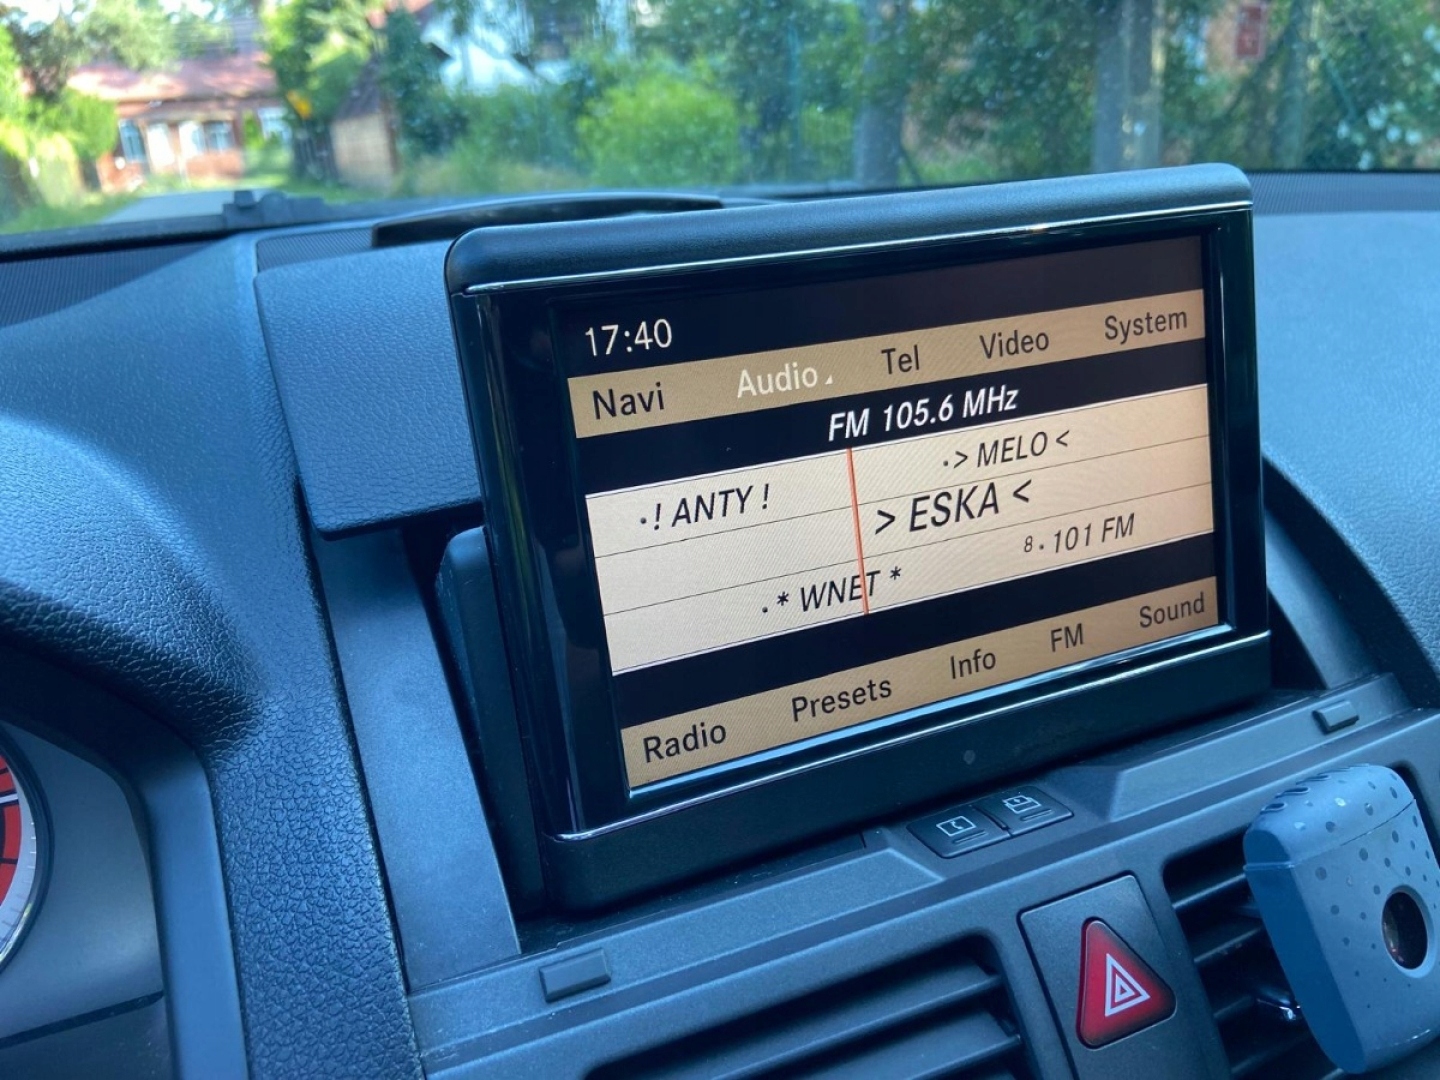 17:40
Navi Audio Tel Video System
FM 105.6 MHz
·> MELO <
·! ANTY !
> ESKA <
8·101 FM
.* WNET *
Radio Presets Info FM Sound